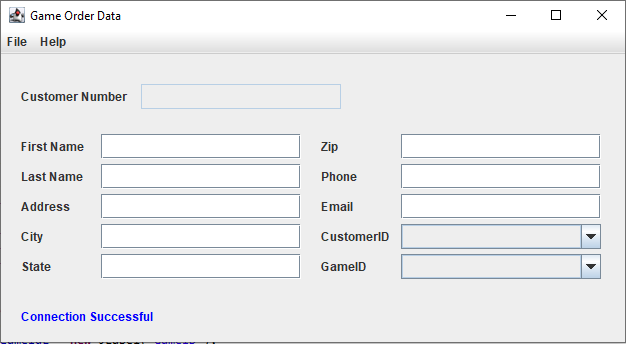 Game Order Data
File Help
Customer Number
First Name Zip
Last Name Phone
Address Email
City CustomerID
State GameID
Connection Successful